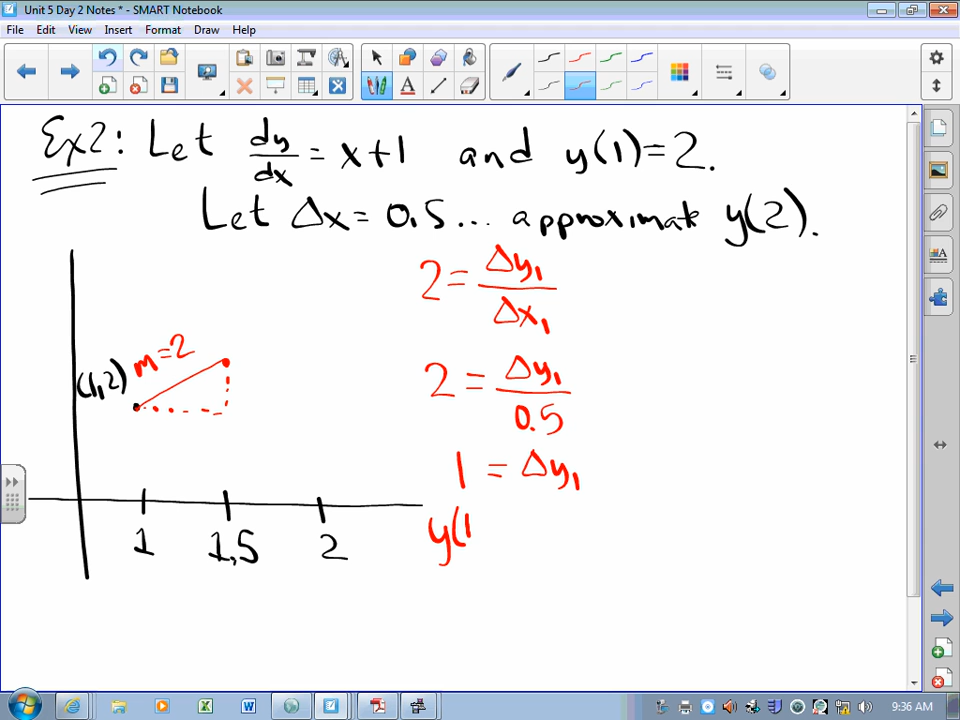 Unit 5 Day 2 Notes * - SMART Notebook
File Edit View Insert Format Draw Help
Ex2: Let dy/dx = x+1 and y(1)=2.
Let Δx = 0.5... approximate y(2).
2 = Δy₁/Δx₁
m=2
(1,2)
2 = Δy₁/0.5
1 = Δy₁
y(1
1 1.5 2
9:36 AM